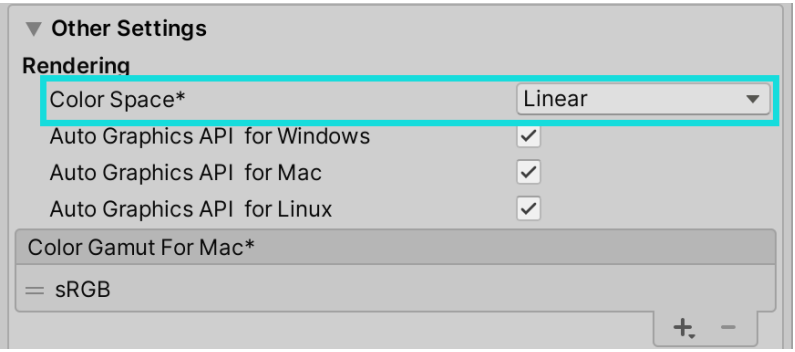 Other Settings
Rendering
Color Space* Linear
Auto Graphics API for Windows
Auto Graphics API for Mac
Auto Graphics API for Linux
Color Gamut For Mac*
sRGB